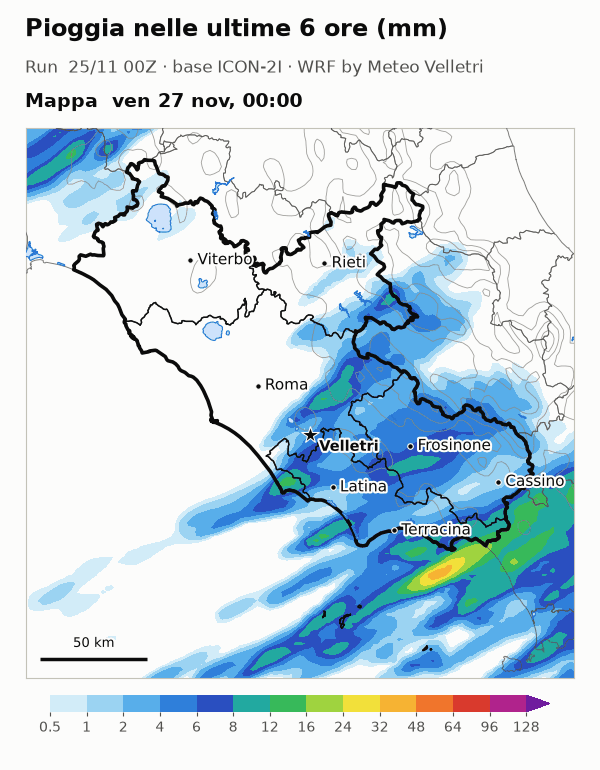 Pioggia nelle ultime 6 ore (mm)
Run  25/11 00Z · base ICON-2I · WRF by Meteo Velletri
Mappa  ven 27 nov, 00:00
Viterbo
Rieti
Roma
Velletri
Frosinone
Latina
Cassino
Terracina
50 km
0.5 1 2 4 6 8 12 16 24 32 48 64 96 128